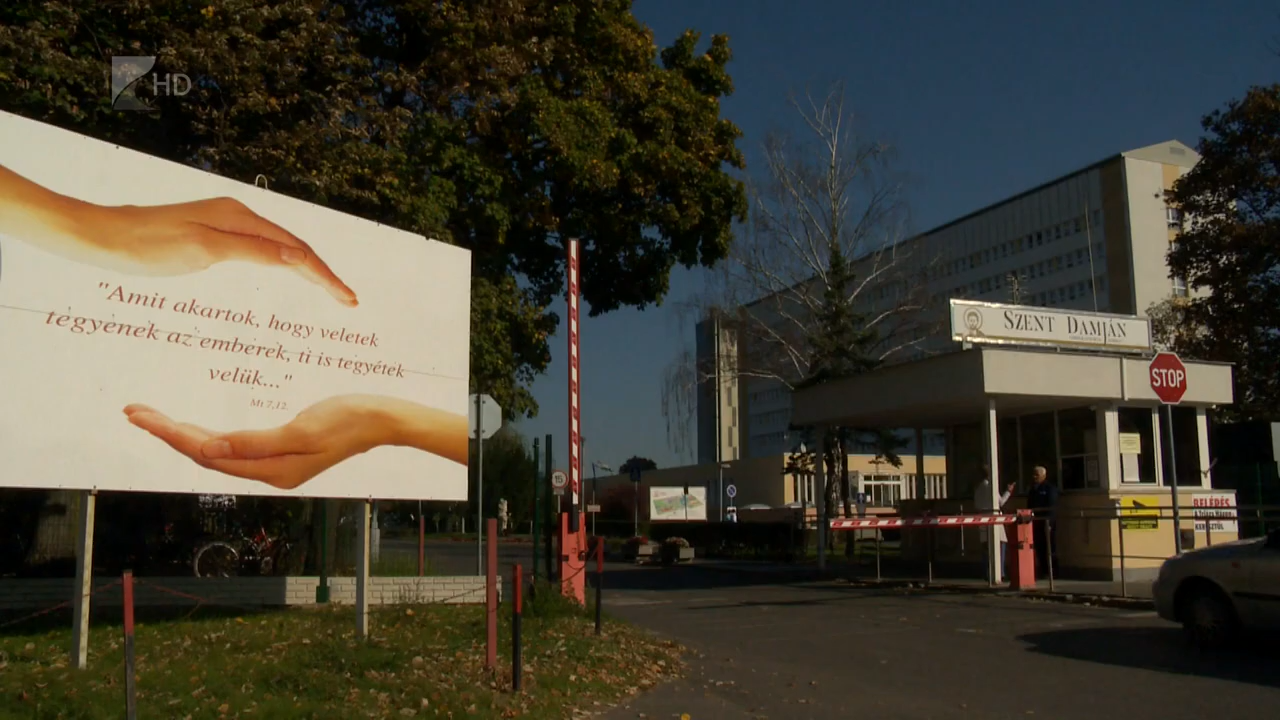 HD
"Amit akartok, hogy veletek
tegyenek az emberek, ti is tegyétek
velük..."
Mt 7,12.
SZENT DAMJÁN
STOP
15
BELÉPÉS